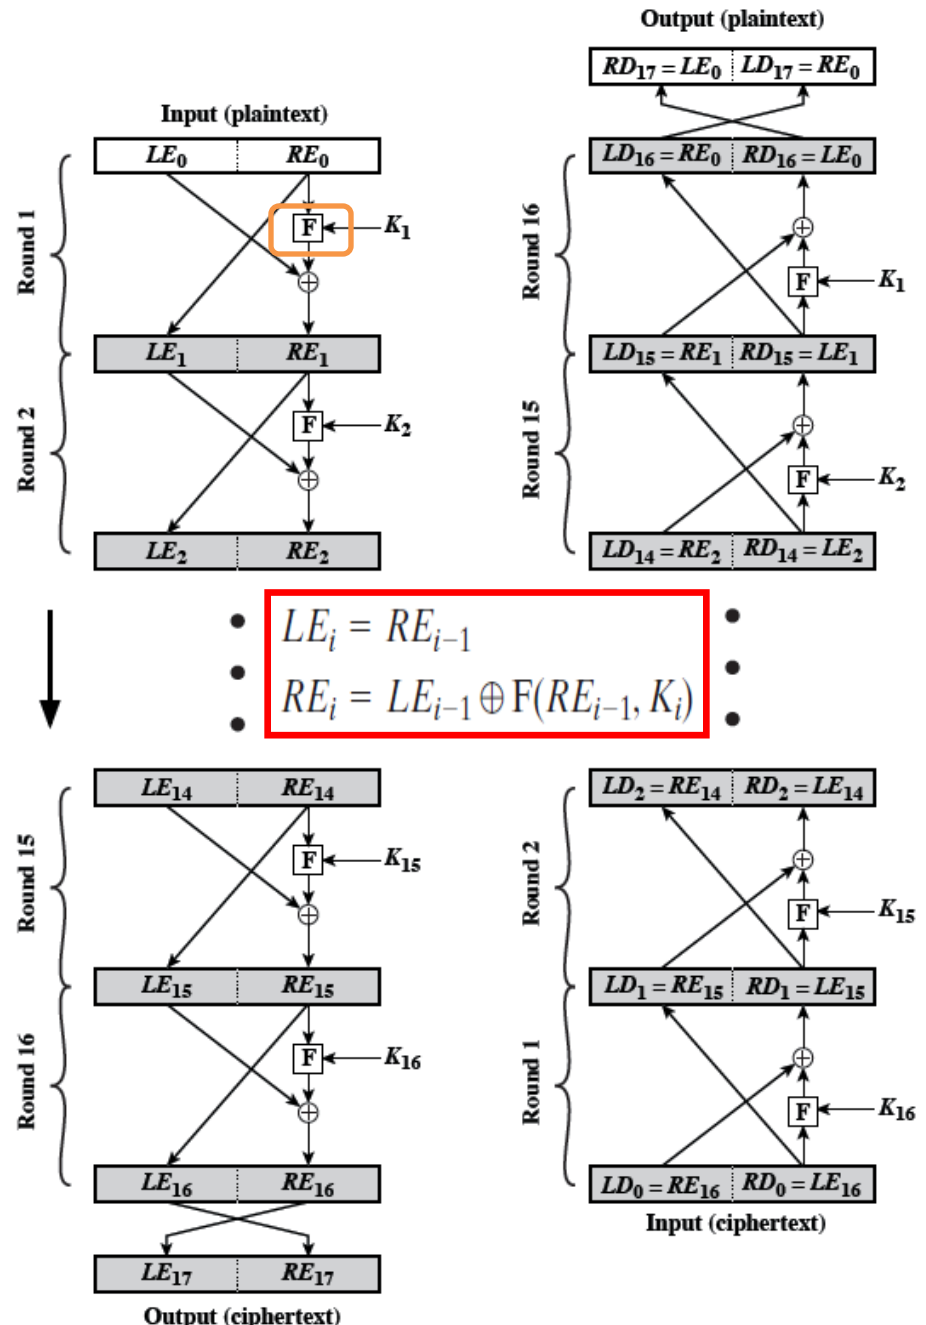 Input (plaintext)
LE0 RE0
Round 1
F K1
⊕
LE1 RE1
Round 2
F K2
⊕
LE2 RE2
LEi = REi−1
REi = LEi−1 ⊕ F(REi−1, Ki)
LE14 RE14
Round 15
F K15
⊕
LE15 RE15
Round 16
F K16
⊕
LE16 RE16
LE17 RE17
Output (ciphertext)
Output (plaintext)
RD17 = LE0 LD17 = RE0
LD16 = RE0 RD16 = LE0
Round 16
⊕
F K1
LD15 = RE1 RD15 = LE1
Round 15
⊕
F K2
LD14 = RE2 RD14 = LE2
LD2 = RE14 RD2 = LE14
Round 2
⊕
F K15
LD1 = RE15 RD1 = LE15
Round 1
⊕
F K16
LD0 = RE16 RD0 = LE16
Input (ciphertext)